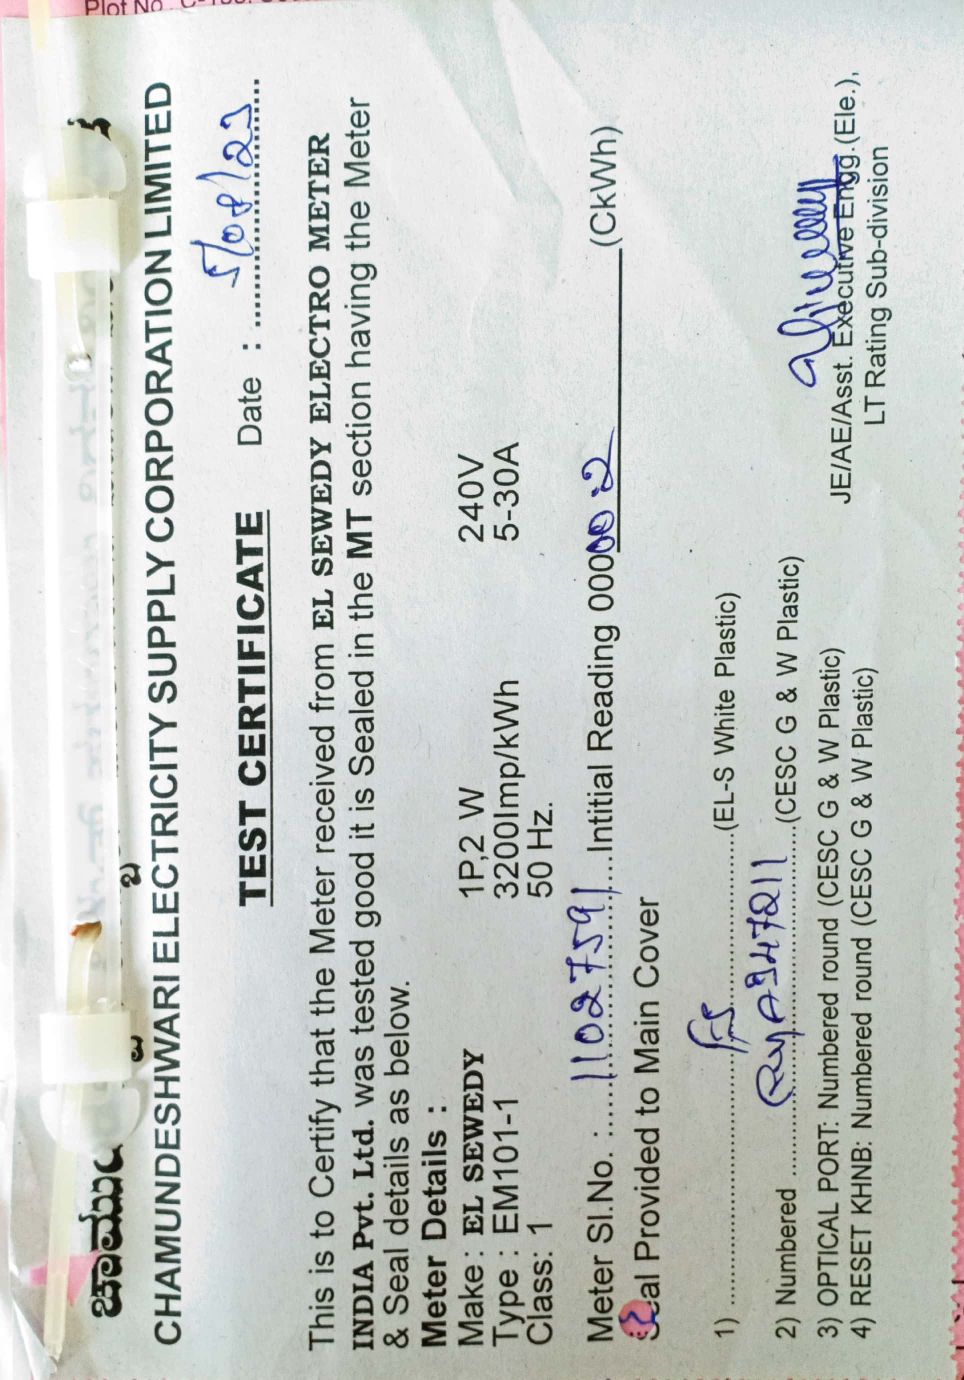 Plot No
CHAMUNDESHWARI ELECTRICITY SUPPLY CORPORATION LIMITED
TEST CERTIFICATE Date : 5/08/23
This is to Certify that the Meter received from EL SEWEDY ELECTRO METER
INDIA Pvt. Ltd. was tested good it is Sealed in the MT section having the Meter
& Seal details as below.
Meter Details :
Make : EL SEWEDY 1P,2 W 240V
Type : EM101-1 3200Imp/kWh 5-30A
Class: 1 50 Hz.
Meter Sl.No. : 11027591 Intitial Reading 00000.2 (CkWh)
Seal Provided to Main Cover
1) (EL-S White Plastic)
2) Numbered (CESC G & W Plastic)
3) OPTICAL PORT: Numbered round (CESC G & W Plastic)
4) RESET KHNB: Numbered round (CESC G & W Plastic)
JE/AE/Asst. Executive Engg.(Ele.),
LT Rating Sub-division